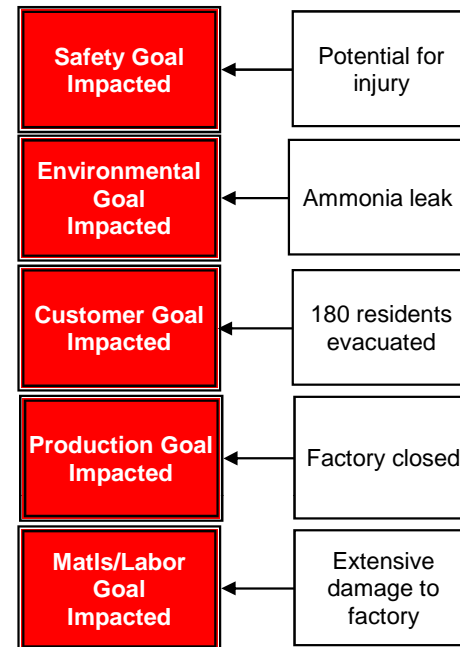 Safety Goal
Impacted
Potential for
injury
Environmental
Goal
Impacted
Ammonia leak
Customer Goal
Impacted
180 residents
evacuated
Production Goal
Impacted
Factory closed
Matls/Labor
Goal
Impacted
Extensive
damage to
factory